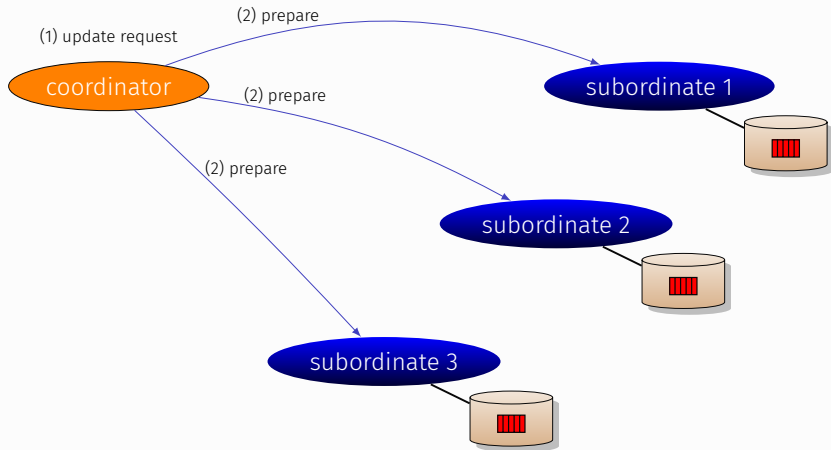 (2) prepare
(1) update request
coordinator
subordinate 1
(2) prepare
(2) prepare
subordinate 2
subordinate 3